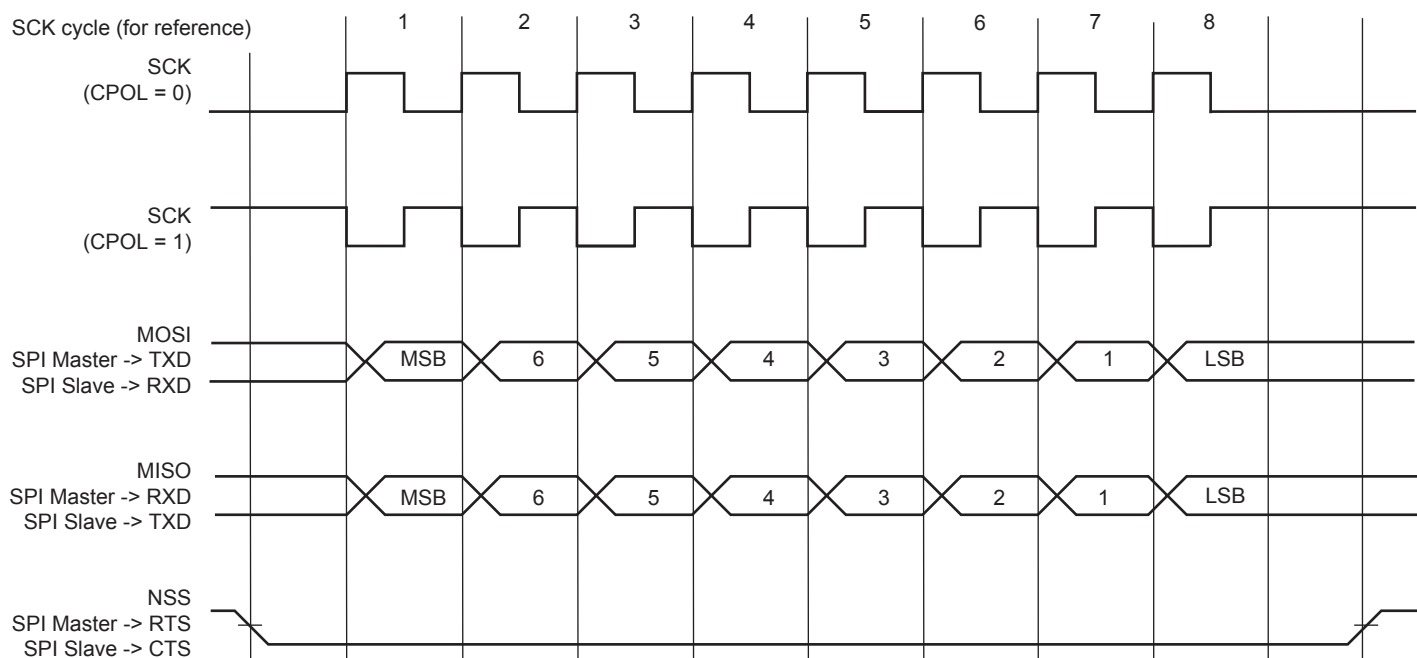 SCK cycle (for reference) 1 2 3 4 5 6 7 8
SCK
(CPOL = 0)
SCK
(CPOL = 1)
MOSI
SPI Master -> TXD
SPI Slave -> RXD
MSB 6 5 4 3 2 1 LSB
MISO
SPI Master -> RXD
SPI Slave -> TXD
MSB 6 5 4 3 2 1 LSB
NSS
SPI Master -> RTS
SPI Slave -> CTS